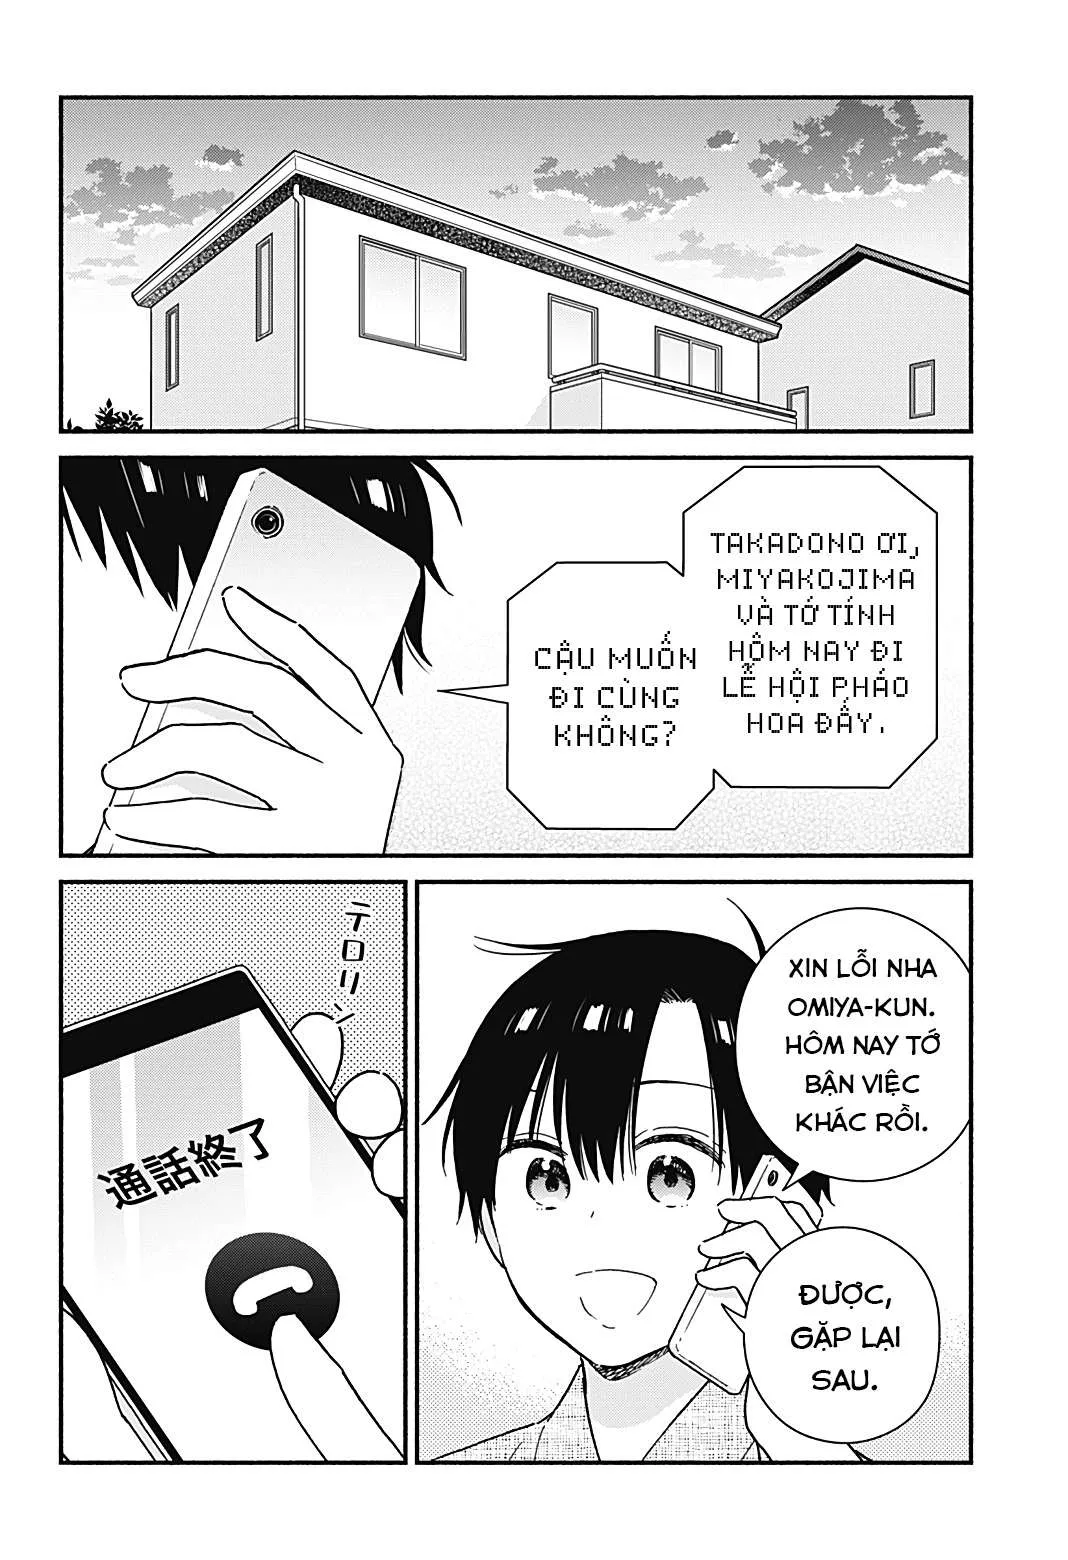 TAKADONO ƠI,
MIYAKOJIMA
VÀ TỚ TÍNH
HÔM NAY ĐI
LỄ HỘI PHÁO
HOA ĐẤY.
CẬU MUỐN
ĐI CÙNG
KHÔNG?
XIN LỖI NHA
OMIYA-KUN.
HÔM NAY TỚ
BẬN VIỆC
KHÁC RỒI.
ĐƯỢC,
GẶP LẠI
SAU.
テロリン
通話終了